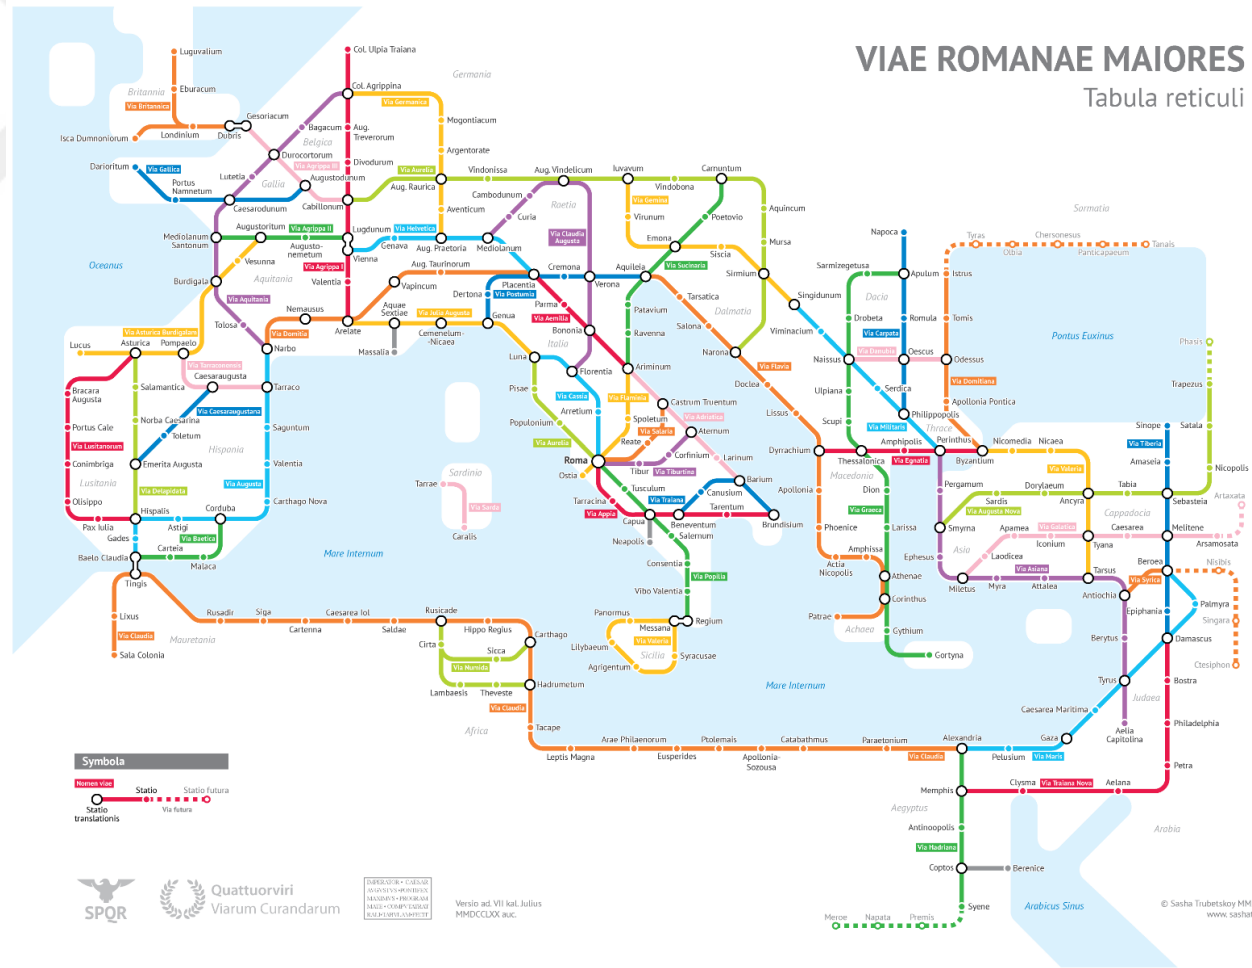 VIAE ROMANAE MAIORES
Tabula reticuli
Luguvalium
Eburacum
Britannia
Via Britannica
Isca Dumnoniorum
Londinium
Dubris
Gesoriacum
Col. Ulpia Traiana
Col. Agrippina
Germania
Via Germanica
Mogontiacum
Argentorate
Bagacum
Belgica
Aug.
Treverorum
Durocortorum
Via Agrippa III
Divodurum
Darioritum
Via Gallica
Portus
Namnetum
Lutetia
Gallia
Augustodunum
Caesarodunum
Cabillonum
Via Aurelia
Aug. Raurica
Vindonissa
Aug. Vindelicum
Cambodunum
Raetia
Curia
Iuvavum
Via Gemina
Virunum
Vindobona
Carnuntum
Poetovio
Aquincum
Mursa
Emona
Siscia
Sirmium
Via Sucinaria
Aventicum
Mediolanum
Santonum
Augustoritum
Via Agrippa II
Augusto-
nemetum
Lugdunum
Vienna
Via Helvetica
Genava
Aug. Praetoria
Mediolanum
Via Claudia
Augusta
Oceanus
Vesunna
Aquitania
Via Agrippa I
Valentia
Burdigala
Via Aquitania
Tolosa
Nemausus
Via Domitia
Arelate
Narbo
Aug. Taurinorum
Vapincum
Aquae
Sextiae
Massalia
Via Julia Augusta
Cemenelum
-Nicaea
Genua
Dertona
Via Postumia
Placentia
Cremona
Verona
Aquileia
Parma
Via Aemilia
Bononia
Italia
Patavium
Ravenna
Ariminum
Luna
Florentia
Pisae
Populonium
Via Aurelia
Via Cassia
Arretium
Via Flaminia
Spoletum
Via Salaria
Reate
Castrum Truentum
Via Adriatica
Aternum
Corfinium
Larinum
Roma
Ostia
Tibur
Via Tiburtina
Tusculum
Tarracina
Via Appia
Capua
Neapolis
Via Traiana
Beneventum
Canusium
Barium
Tarentum
Brundisium
Salernum
Consentia
Via Popilia
Vibo Valentia
Regium
Messana
Panormus
Lilybaeum
Via Valeria
Sicilia
Agrigentum
Syracusae
Sardinia
Tarrae
Via Sarda
Caralis
Lucus
Via Asturica Burdigalam
Asturica
Pompaelo
Via Tarraconensis
Caesaraugusta
Tarraco
Bracara
Augusta
Salamantica
Via Caesaraugustana
Portus Cale
Norba Caesarina
Toletum
Saguntum
Via Lusitanorum
Hispania
Conimbriga
Emerita Augusta
Valentia
Lusitania
Via Delapidata
Via Augusta
Olisippo
Carthago Nova
Hispalis
Corduba
Pax Iulia
Astigi
Gades
Via Baetica
Carteia
Baelo Claudia
Malaca
Tingis
Lixus
Via Claudia
Sala Colonia
Mauretania
Rusadir
Siga
Cartenna
Caesarea Iol
Saldae
Rusicade
Cirta
Hippo Regius
Carthago
Sicca
Via Numida
Lambaesis
Theveste
Hadrumetum
Via Claudia
Africa
Tacape
Leptis Magna
Arae Philaenorum
Eusperides
Ptolemais
Apollonia-
Sozousa
Catabathmus
Paraetonium
Via Claudia
Alexandria
Mare Internum
Mare Internum
Tarsatica
Salona
Dalmatia
Narona
Via Flavia
Doclea
Lissus
Dyrrachium
Napoca
Sarmizegetusa
Apulum
Dacia
Singidunum
Drobeta
Romula
Viminacium
Via Carpata
Via Danubia
Naissus
Oescus
Odessus
Ulpiana
Serdica
Via Domitiana
Scupi
Philippopolis
Apollonia Pontica
Via Militaris
Thrace
Istrus
Tomis
Tyras
Olbia
Chersonesus
Panticapaeum
Tanais
Surmatia
Pontus Euxinus
Phasis
Trapezus
Satala
Nicopolis
Artaxata
Amphipolis
Perinthus
Thessalonica
Via Egnatia
Byzantium
Nicomedia
Nicaea
Macedonia
Apollonia
Dion
Via Graeca
Phoenice
Larissa
Actia
Nicopolis
Amphissa
Athenae
Corinthus
Patrae
Achaea
Gythium
Gortyna
Pergamum
Via Valeria
Sinope
Via Tiberia
Amaseia
Sardis
Dorylaeum
Ancyra
Tabia
Sebasteia
Via Augusta Nova
Cappadocia
Smyrna
Apamea
Via Galatica
Caesarea
Melitene
Iconium
Tyana
Arsamosata
Asia
Laodicea
Ephesus
Via Asiana
Miletus
Myra
Attalea
Tarsus
Beroea
Nisibis
Via Syrica
Antiochia
Epiphania
Palmyra
Singara
Berytus
Damascus
Ctesiphon
Tyrus
Judaea
Bostra
Caesarea Maritima
Gaza
Aelia
Capitolina
Philadelphia
Pelusium
Via Maris
Petra
Memphis
Clysma
Via Traiana Nova
Aelana
Aegyptus
Antinoopolis
Arabia
Via Hadriana
Coptos
Berenice
Syene
Arabicus Sinus
Meroe
Napata
Premis
Symbola
Nomen viae
Statio
Statio futura
Statio
translationis
Via futura
SPQR
Quattuorviri
Viarum Curandarum
IMPERATOR • CAESAR
AVGVSTVS • PONTIFEX
MAXIMVS • PROGRAM
Versio ad. VII kal. Julius
MMDCCLXX auc.
© Sasha Trubetskoy MM
www. sashat